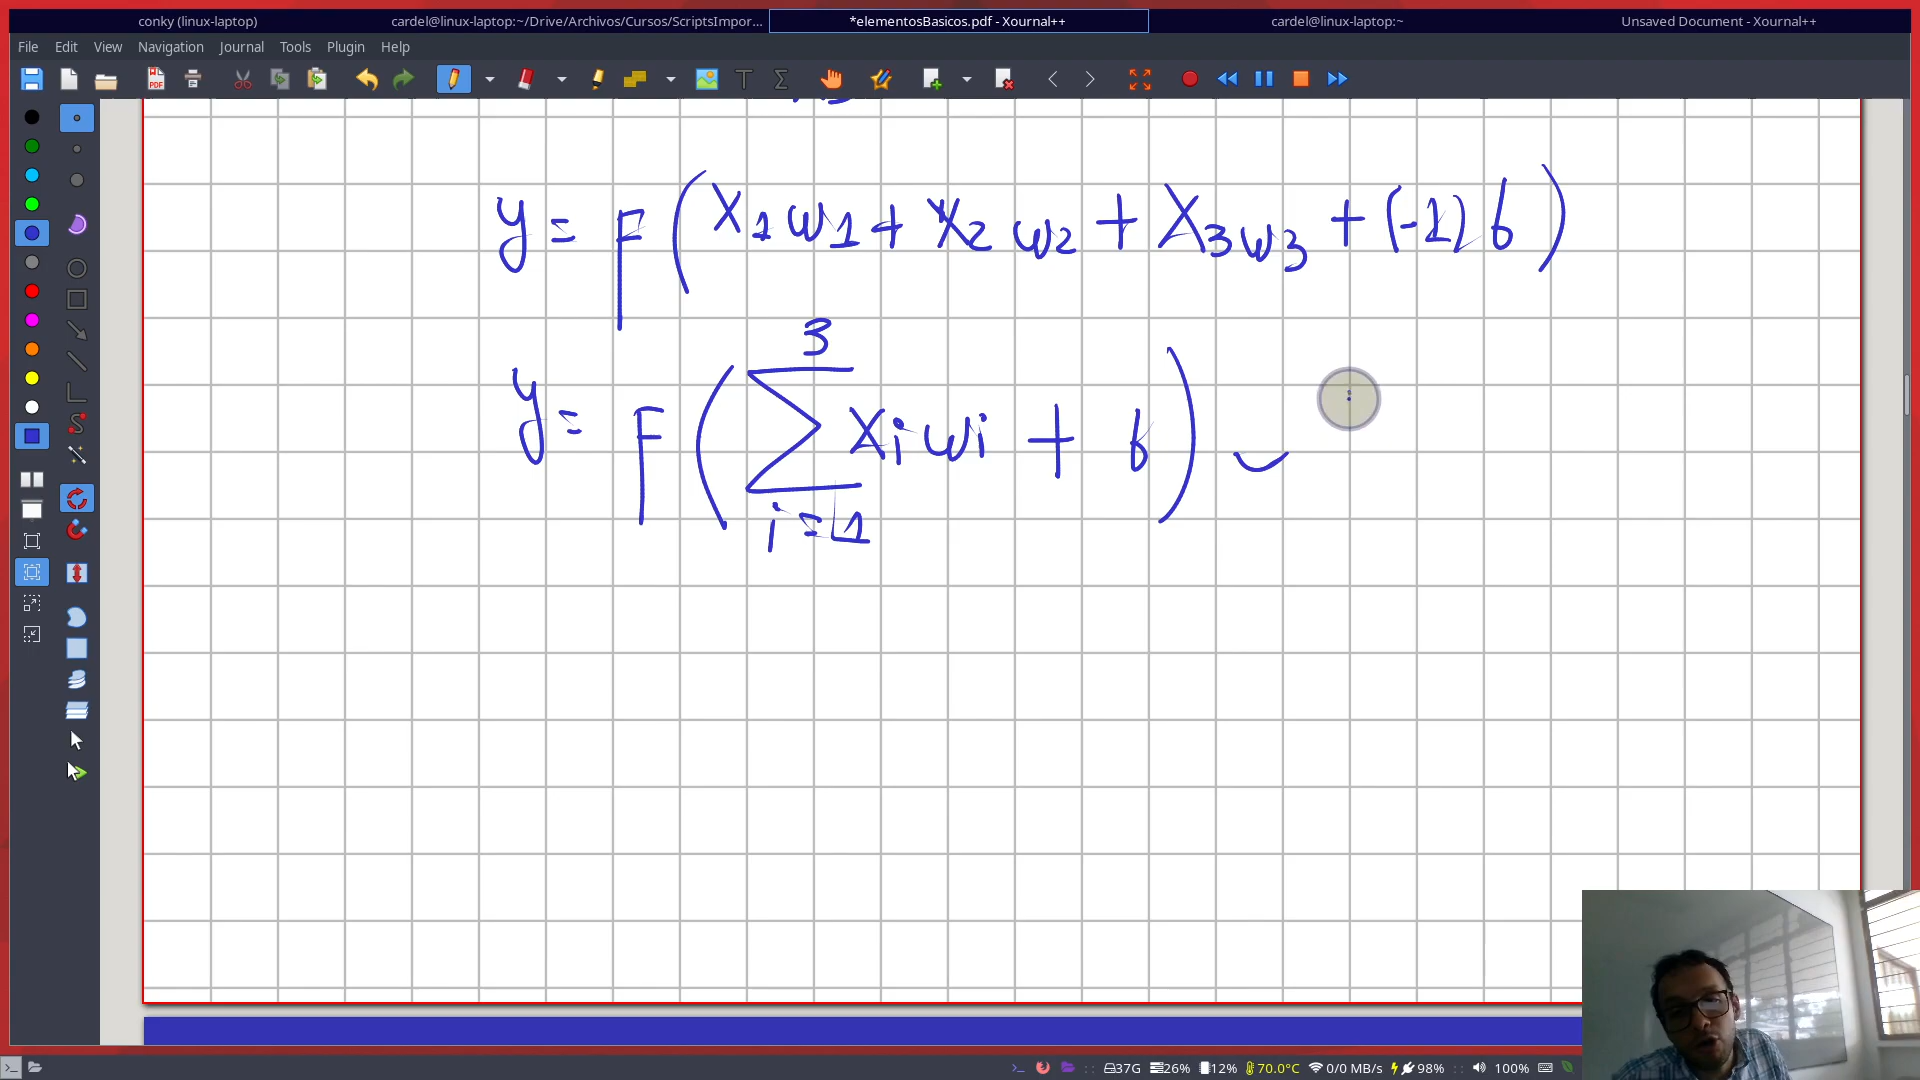 conky (linux-laptop) cardel@linux-laptop:~/Drive/Archivos/Cursos/ScriptsImpor... *elementosBasicos.pdf - Xournal++ cardel@linux-laptop:~ Unsaved Document - Xournal++
File Edit View Navigation Journal Tools Plugin Help
y = F(X1w1 + X2w2 + X3w3 + (-1)b)
3
y = F(∑ xiwi + b)
i=1
37G 26% 12% 70.0°C 0/0 MB/s 98% 100%